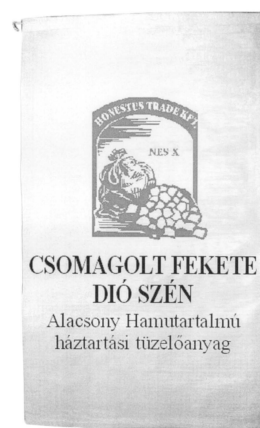 HONESTUS TRADE KFT.
NES X
CSOMAGOLT FEKETE
DIÓ SZÉN
Alacsony Hamutartalmú
háztartási tüzelőanyag